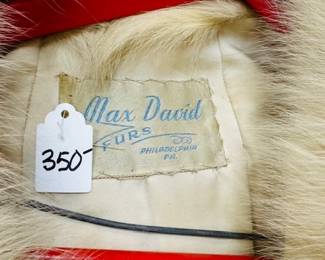 Max David
FURS
PHILADELPHIA
PA.
350-